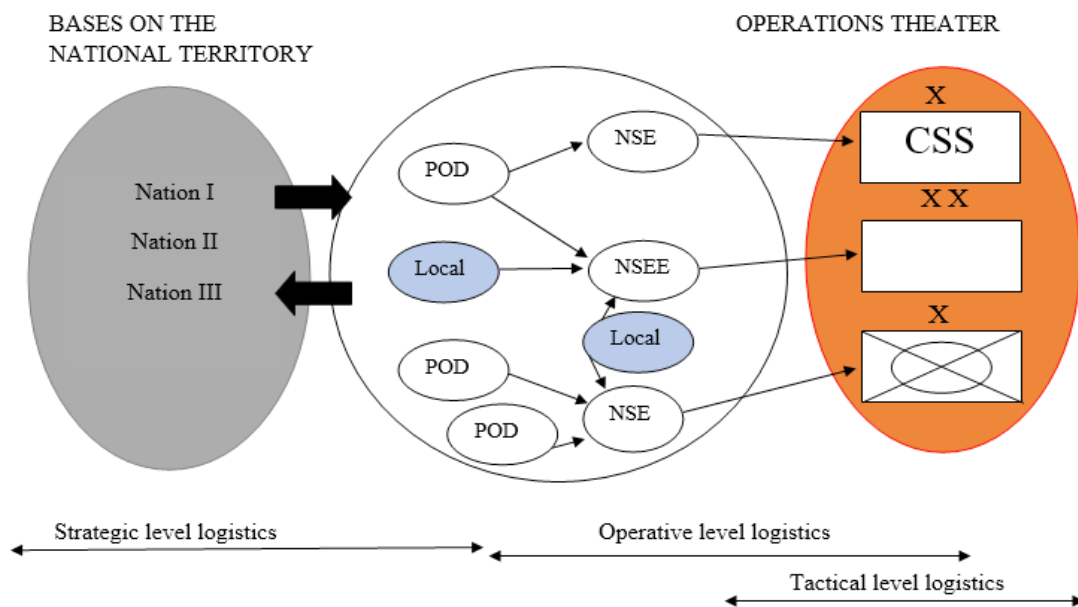 BASES ON THE
NATIONAL TERRITORY
OPERATIONS THEATER
Nation I
Nation II
Nation III
POD
NSE
Local
NSEE
Local
POD
NSE
POD
X
CSS
X X
X
Strategic level logistics
Operative level logistics
Tactical level logistics